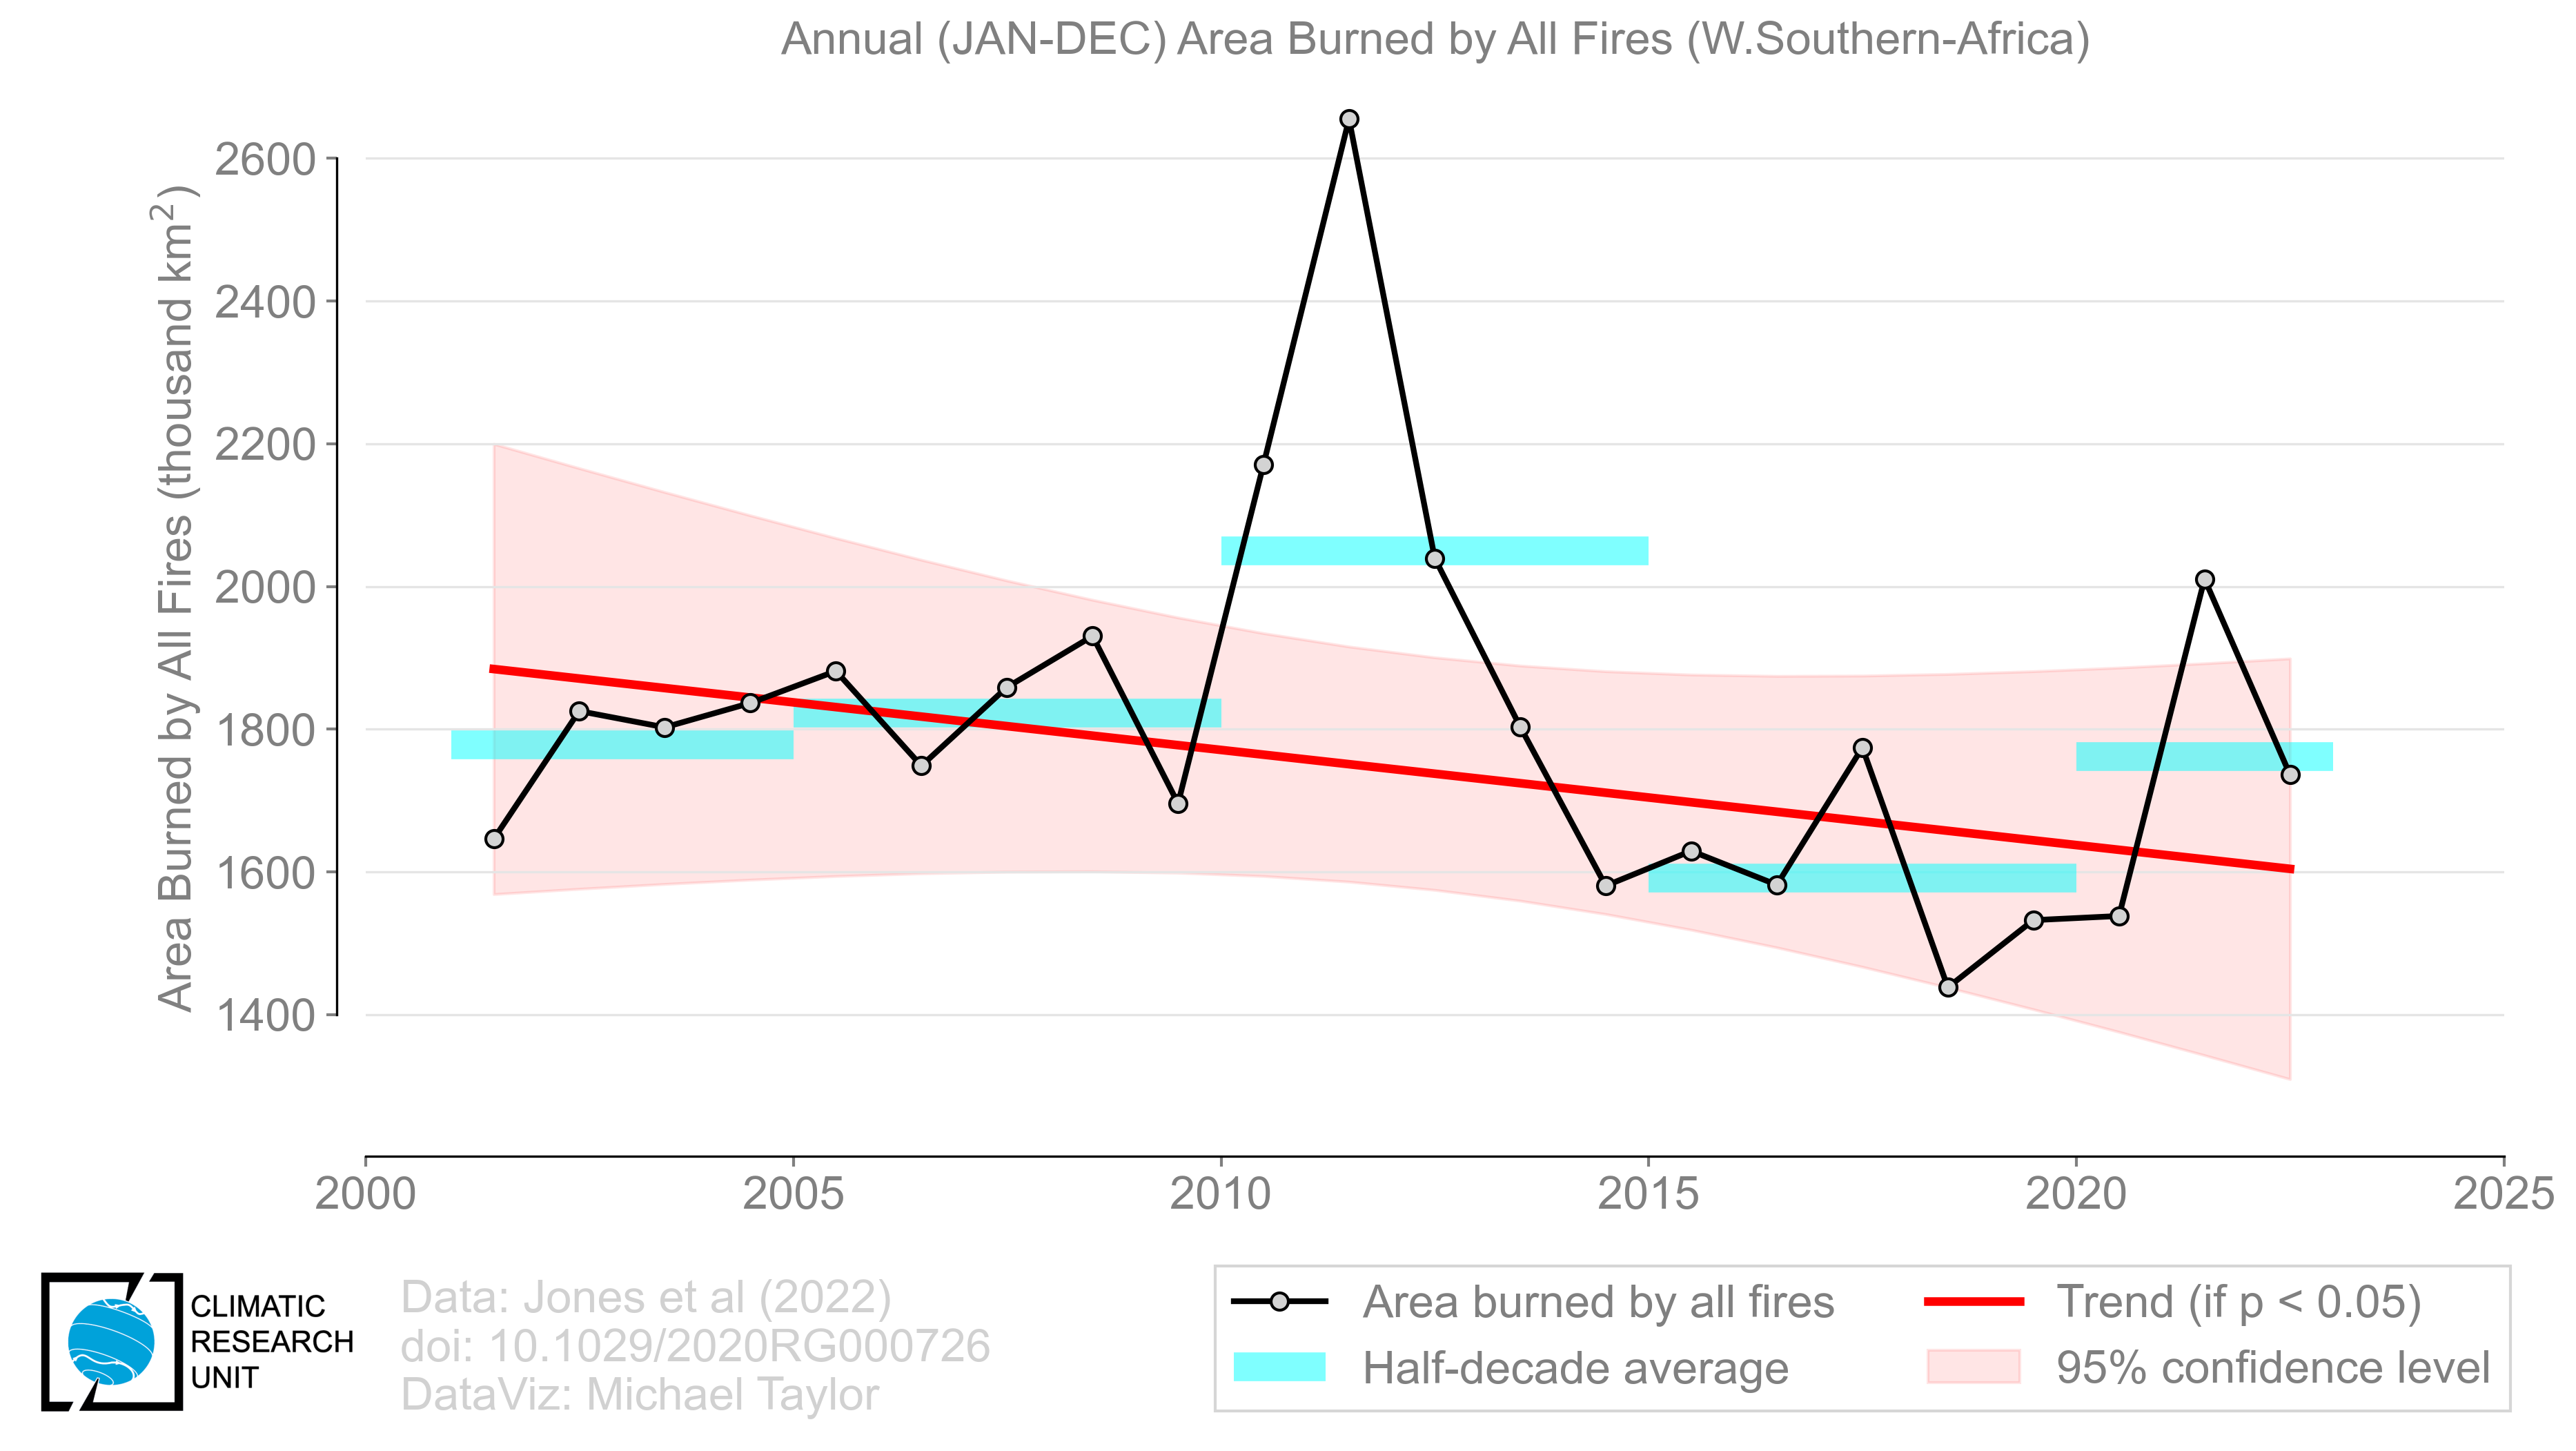 Annual (JAN-DEC) Area Burned by All Fires (W.Southern-Africa)
Area Burned by All Fires (thousand km²)
2600
2400
2200
2000
1800
1600
1400
2000 2005 2010 2015 2020 2025
CLIMATIC
RESEARCH
UNIT
Data: Jones et al (2022)
doi: 10.1029/2020RG000726
DataViz: Michael Taylor
Area burned by all fires
Half-decade average
Trend (if p < 0.05)
95% confidence level